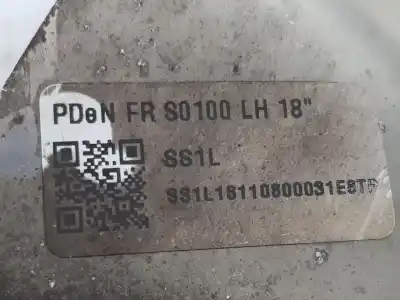 PDeN FR S0100 LH 18"
SS1L
SS1L18110800031E8TP